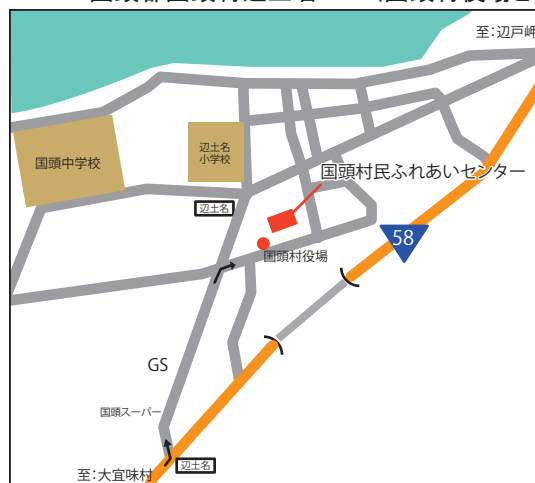 至:辺戸岬
国頭中学校
辺土名
小学校
国頭村民ふれあいセンター
辺土名
58
国頭村役場
GS
国頭スーパー
辺土名
至:大宜味村